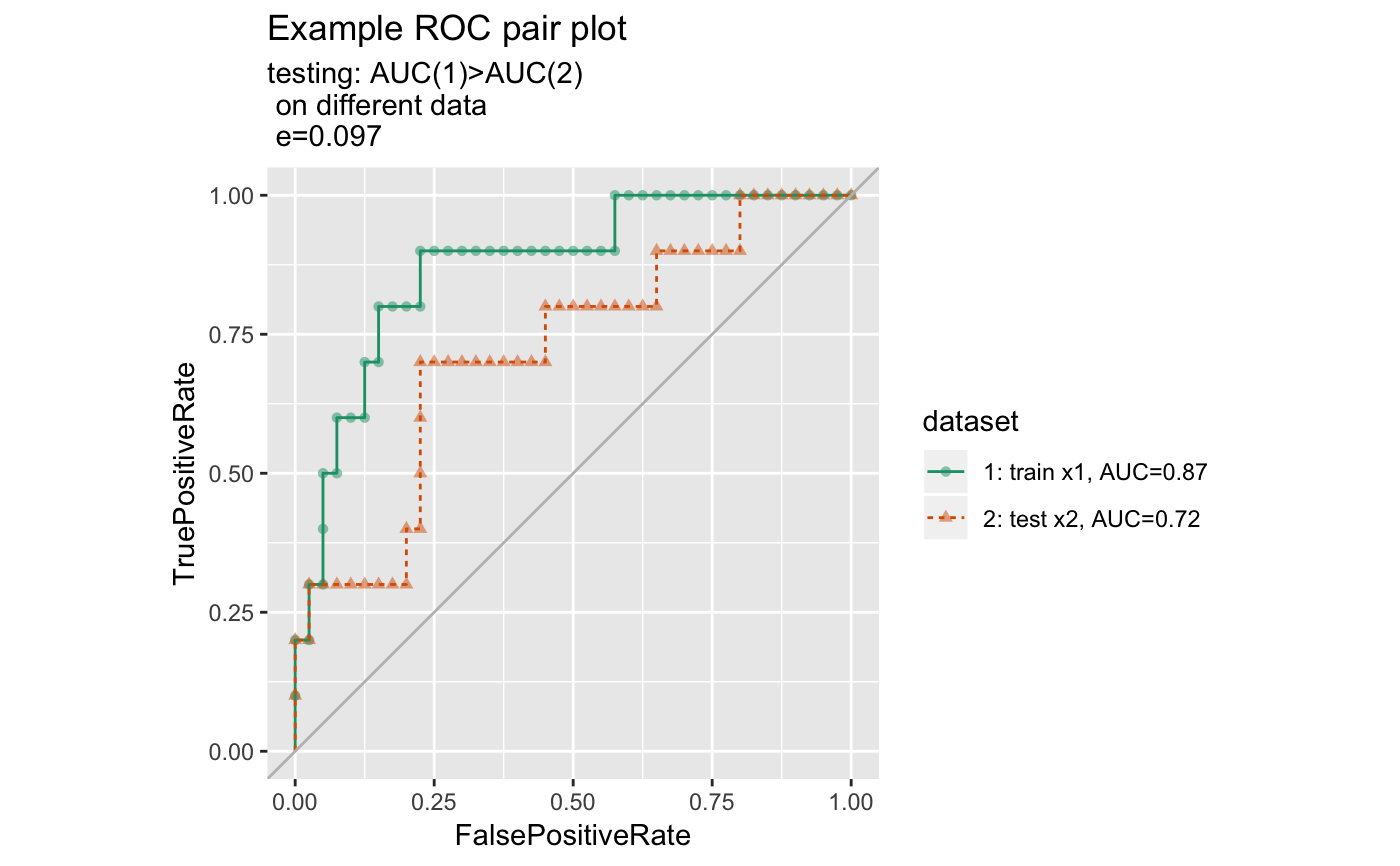 Example ROC pair plot
testing: AUC(1)>AUC(2)
on different data
e=0.097
1.00
0.75
0.50
0.25
0.00
TruePositiveRate
0.00 0.25 0.50 0.75 1.00
FalsePositiveRate
dataset
1: train x1, AUC=0.87
2: test x2, AUC=0.72